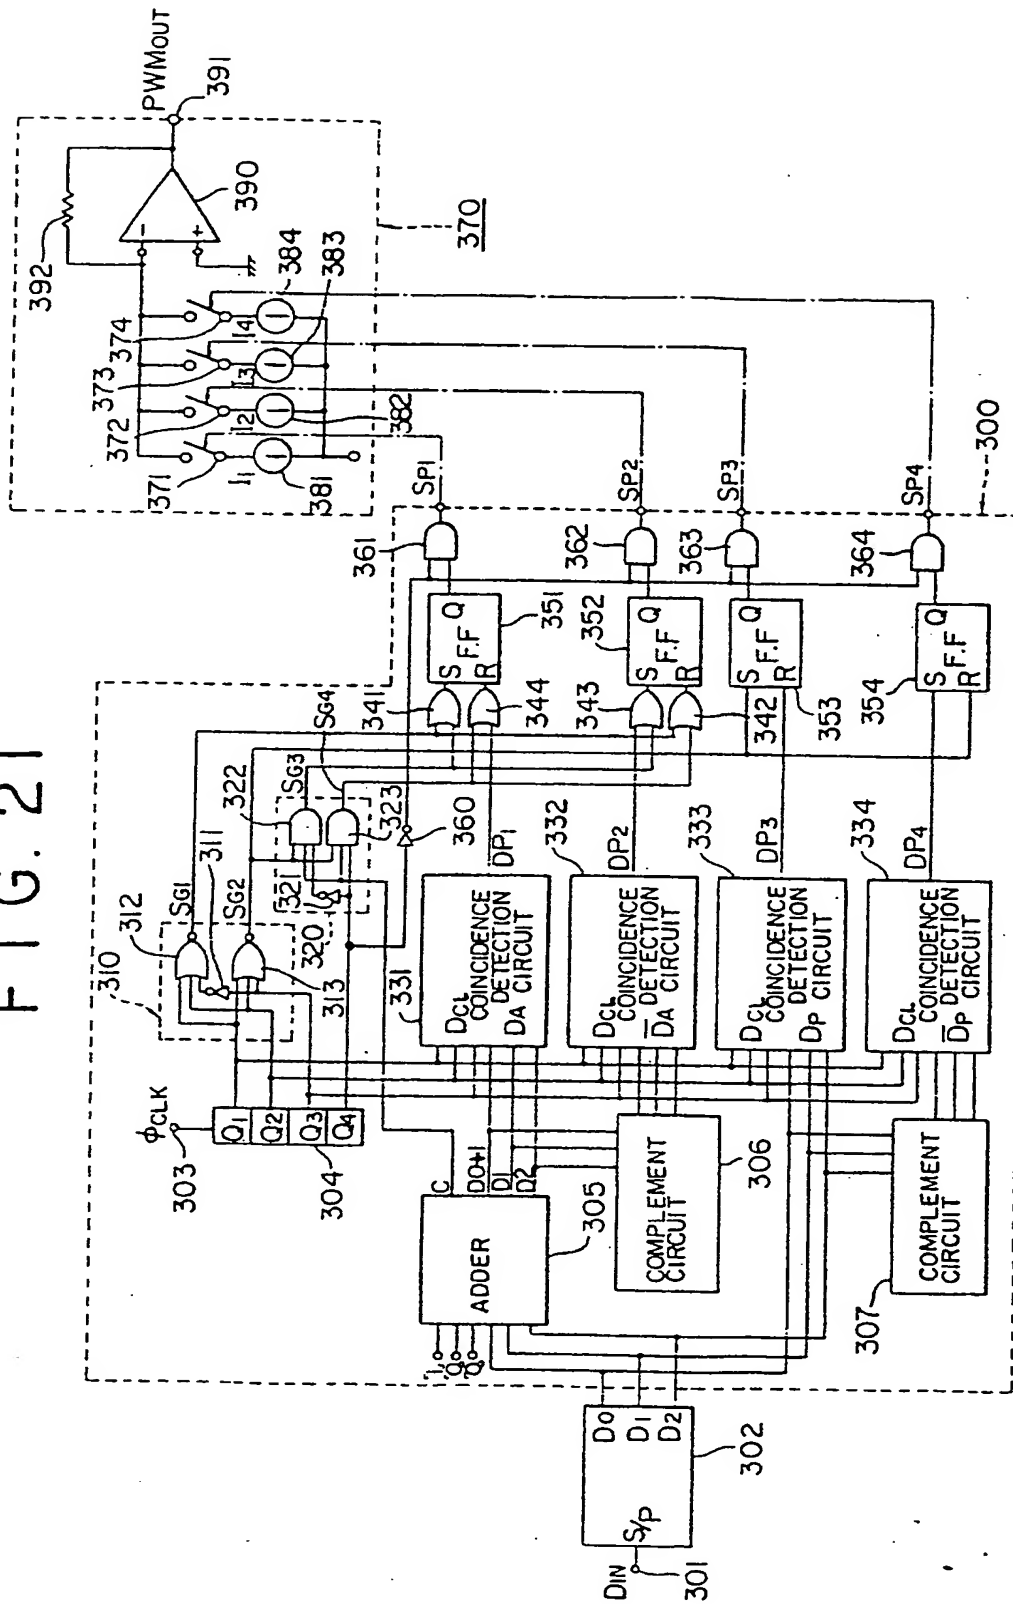 FIG. 21
DIN
301
S/P
D0
D1
D2
302
"1"
"0"
"0"
ADDER
C
D0+1
D1
D2
305
φCLK
303
Q1
Q2
Q3
Q4
304
310
312
311
SG1
SG2
313
322
SG3
SG4
321
320
323
360
331
DCL
COINCIDENCE
DETECTION
CIRCUIT
DA
DP1
332
DCL
COINCIDENCE
DETECTION
CIRCUIT
D̅A
DP2
333
DCL
COINCIDENCE
DETECTION
CIRCUIT
DP
DP3
334
DCL
COINCIDENCE
DETECTION
CIRCUIT
D̅P
DP4
COMPLEMENT
CIRCUIT
306
COMPLEMENT
CIRCUIT
307
341
344
343
342
S
F.F
R
Q
351
352
S
F.F
R
Q
S
F.F
R
Q
353
354
S
F.F
R
Q
361
362
363
364
SP1
SP2
SP3
SP4
300
371
372
373
374
I1
I2
I3
I4
381
382
383
384
392
−
+
390
PWMOUT
391
370